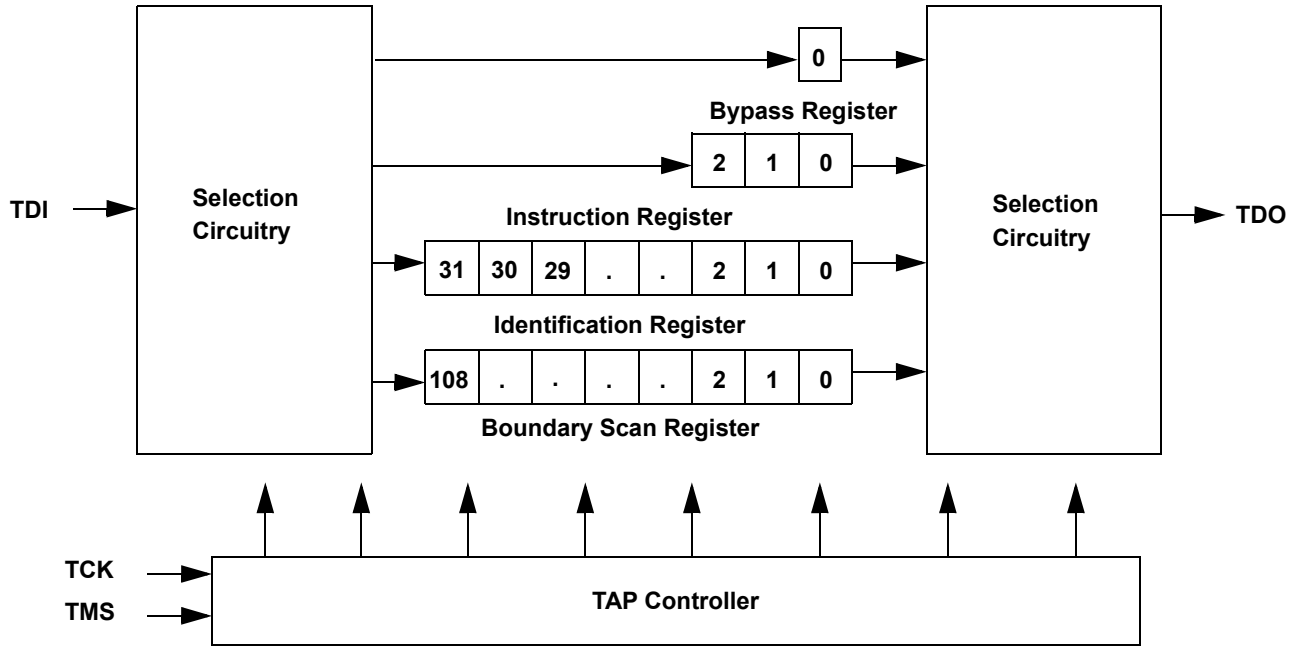 0
Bypass Register
2 1 0
Selection
Circuitry
Selection
Circuitry
TDI
TDO
Instruction Register
31 30 29 . . 2 1 0
Identification Register
108 . . . . 2 1 0
Boundary Scan Register
TCK
TMS
TAP Controller